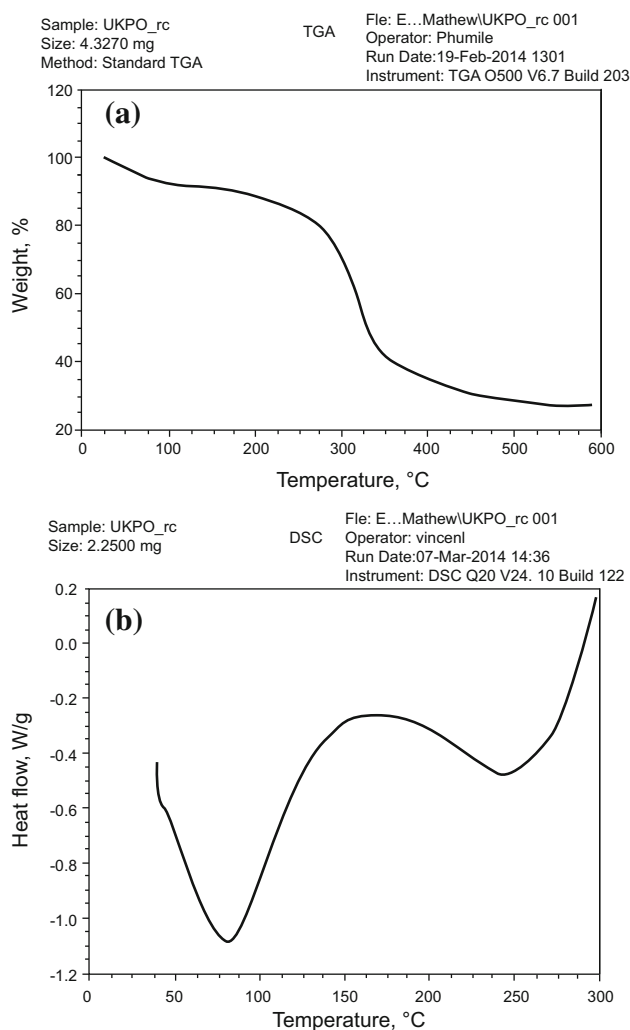 Sample: UKPO_rc
Size: 4.3270 mg
Method: Standard TGA
TGA
Fle: E...Mathew\UKPO_rc 001
Operator: Phumile
Run Date:19-Feb-2014 1301
Instrument: TGA O500 V6.7 Build 203
(a)
120
100
80
60
40
20
Weight, %
0 100 200 300 400 500 600
Temperature, °C
Sample: UKPO_rc
Size: 2.2500 mg
DSC
Fle: E...Mathew\UKPO_rc 001
Operator: vincenl
Run Date:07-Mar-2014 14:36
Instrument: DSC Q20 V24. 10 Build 122
(b)
0.2
0.0
-0.2
-0.4
-0.6
-0.8
-1.0
-1.2
Heat flow, W/g
0 50 100 150 200 250 300
Temperature, °C